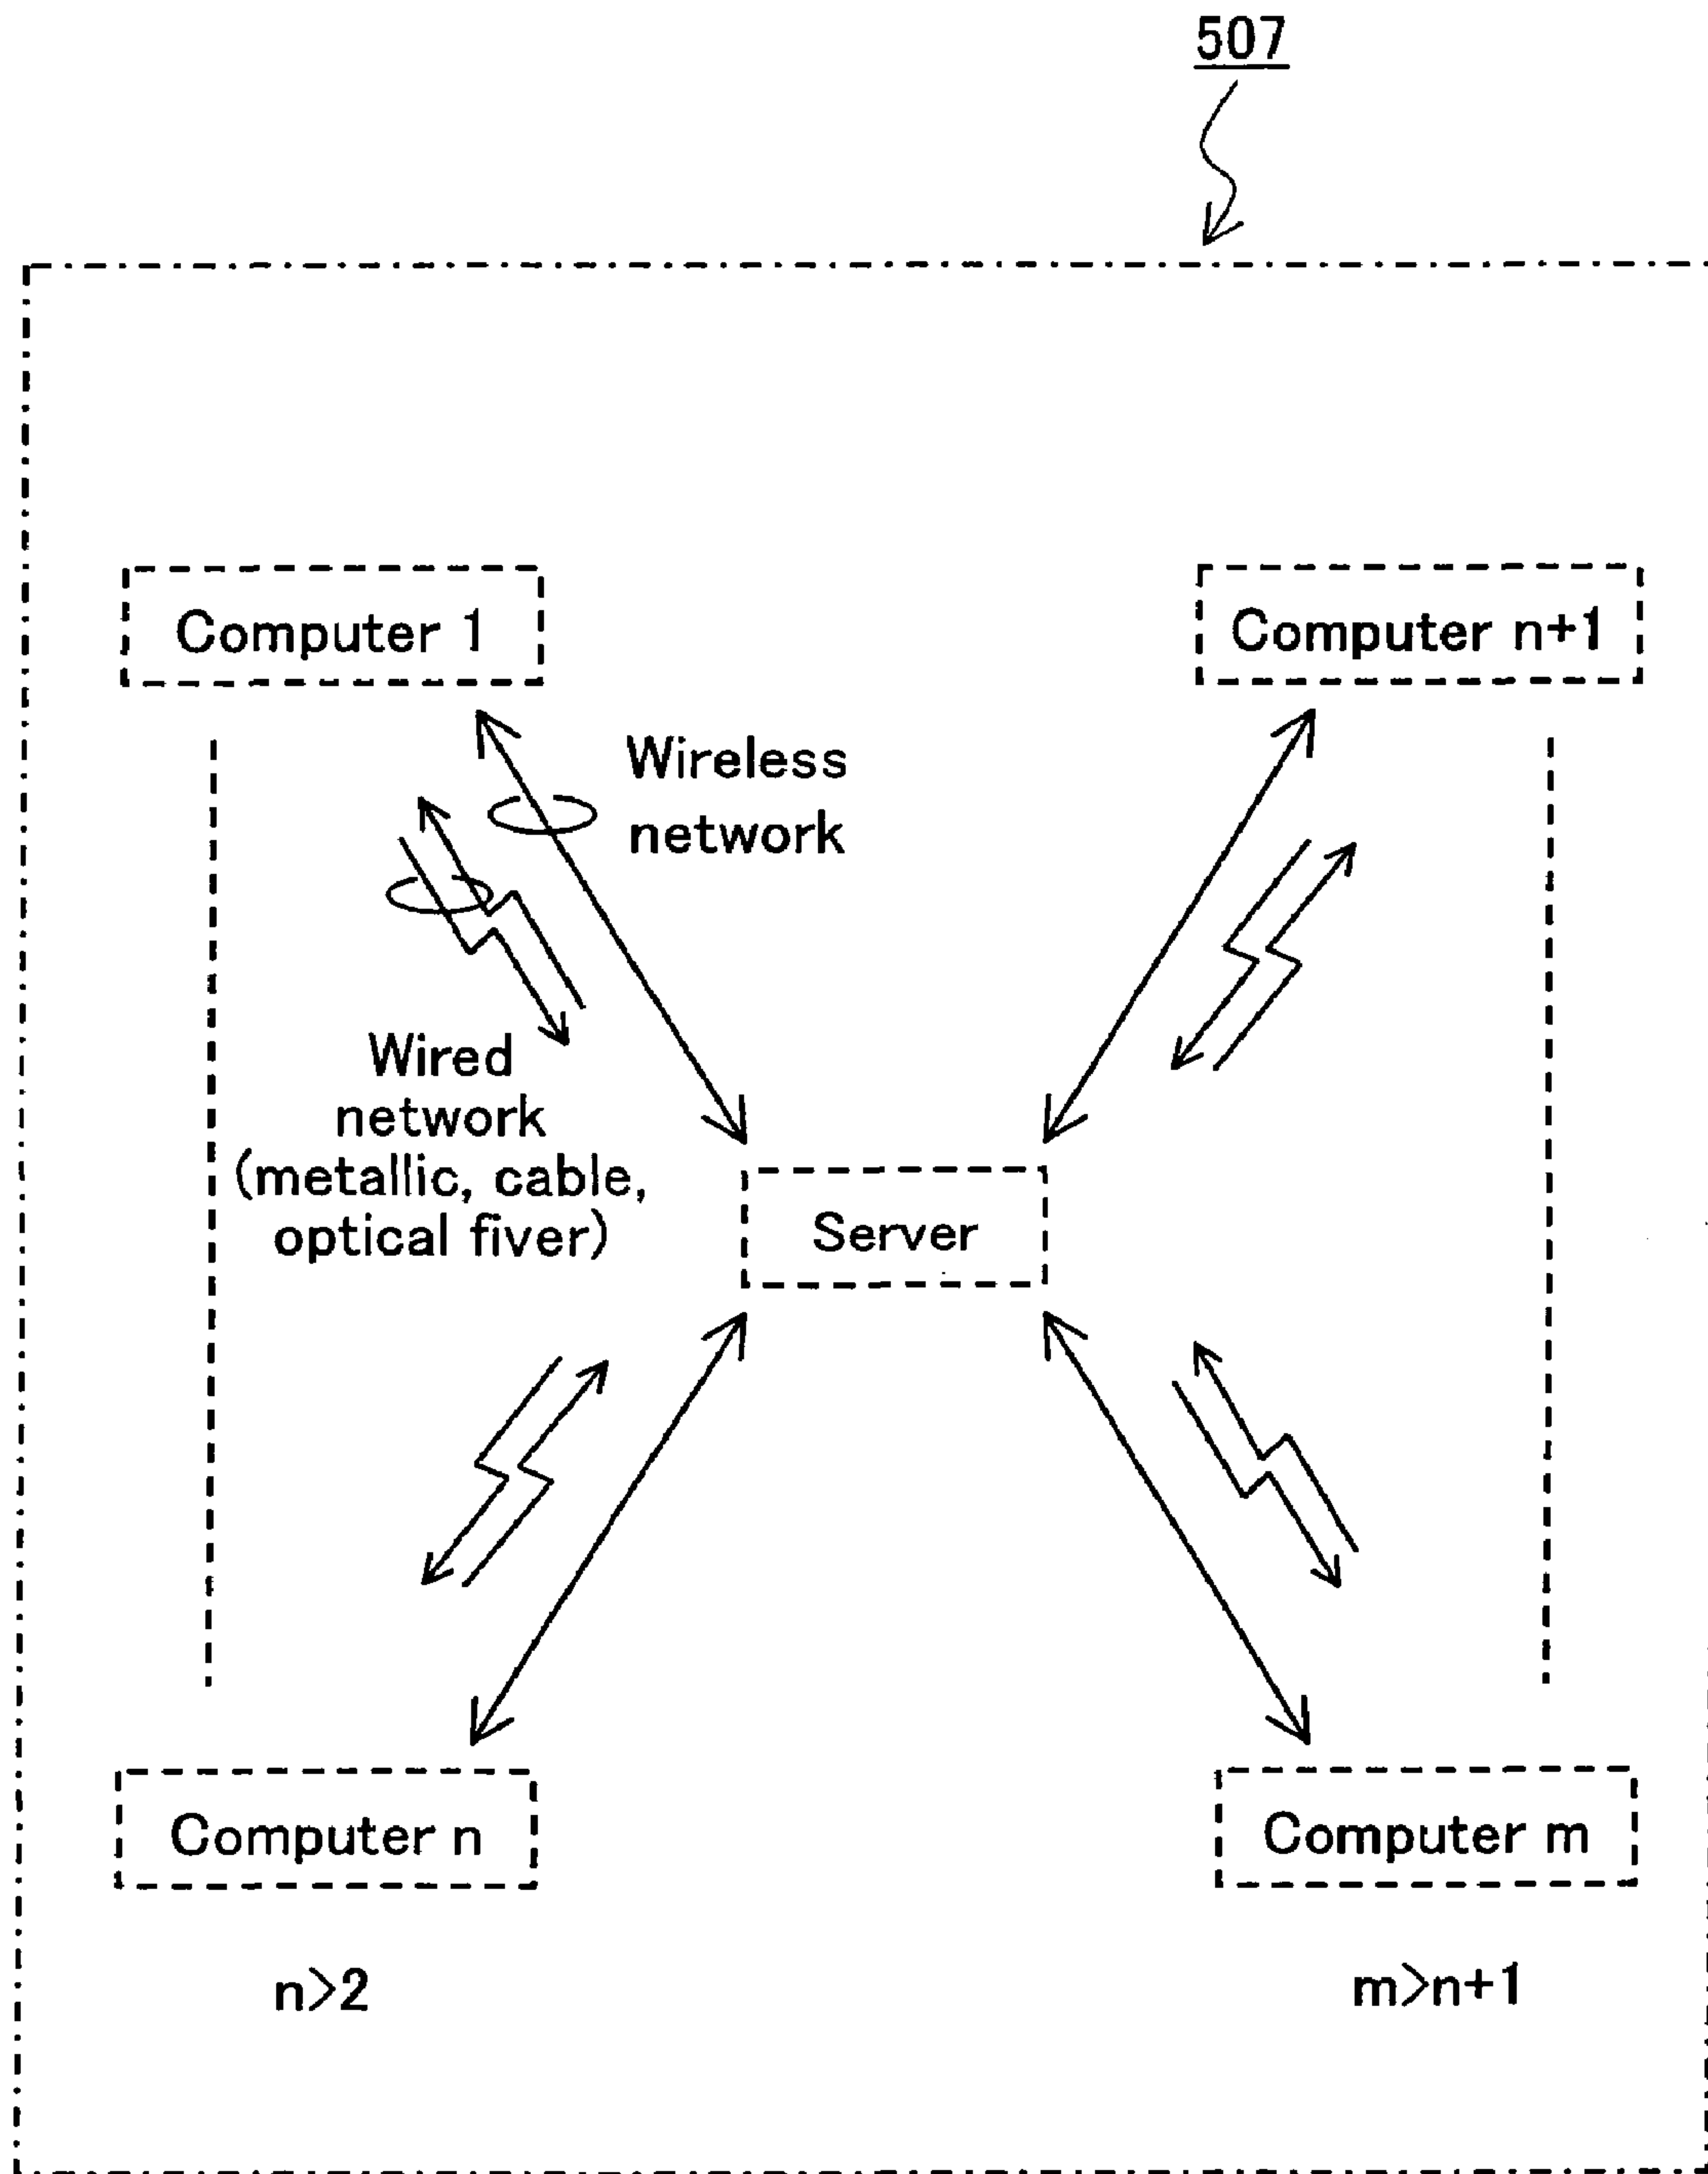 507
Computer 1
Computer n+1
Wireless
network
Wired
network
(metallic, cable,
optical fiver)
Server
Computer n
Computer m
n>2
m>n+1